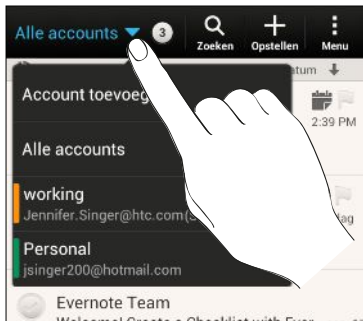 Alle accounts 3
Zoeken Opstellen Menu
Account toevoeg
2:39 PM
Alle accounts
working
Jennifer.Singer@htc.com
Personal
jsinger200@hotmail.com
Evernote Team